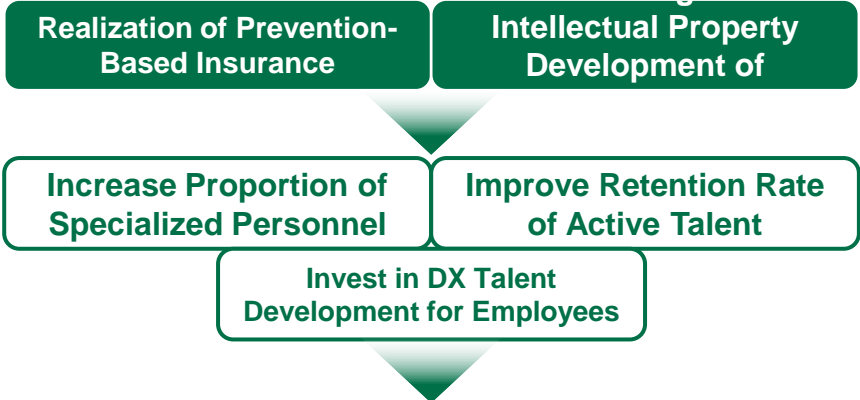 Realization of Prevention-
Based Insurance
Intellectual Property
Development of
Increase Proportion of
Specialized Personnel
Improve Retention Rate
of Active Talent
Invest in DX Talent
Development for Employees